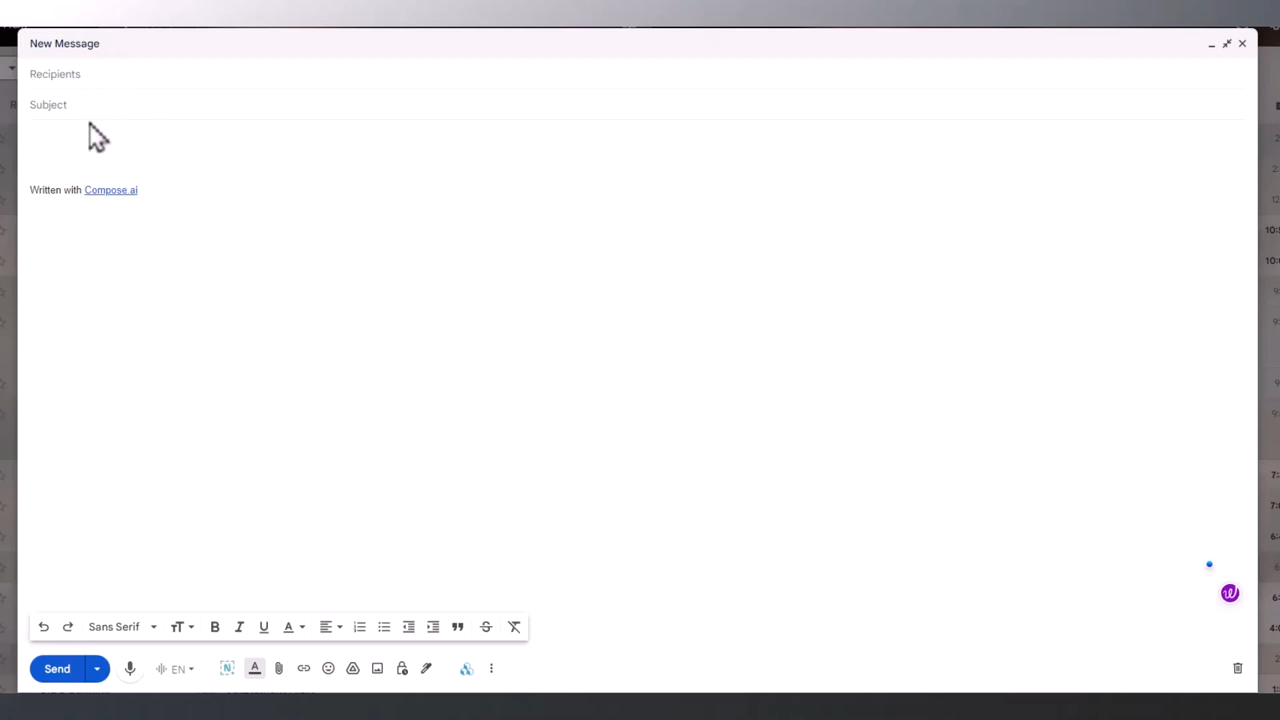 New Message
Recipients
Subject
Written with Compose ai
Sans Serif
Send
EN